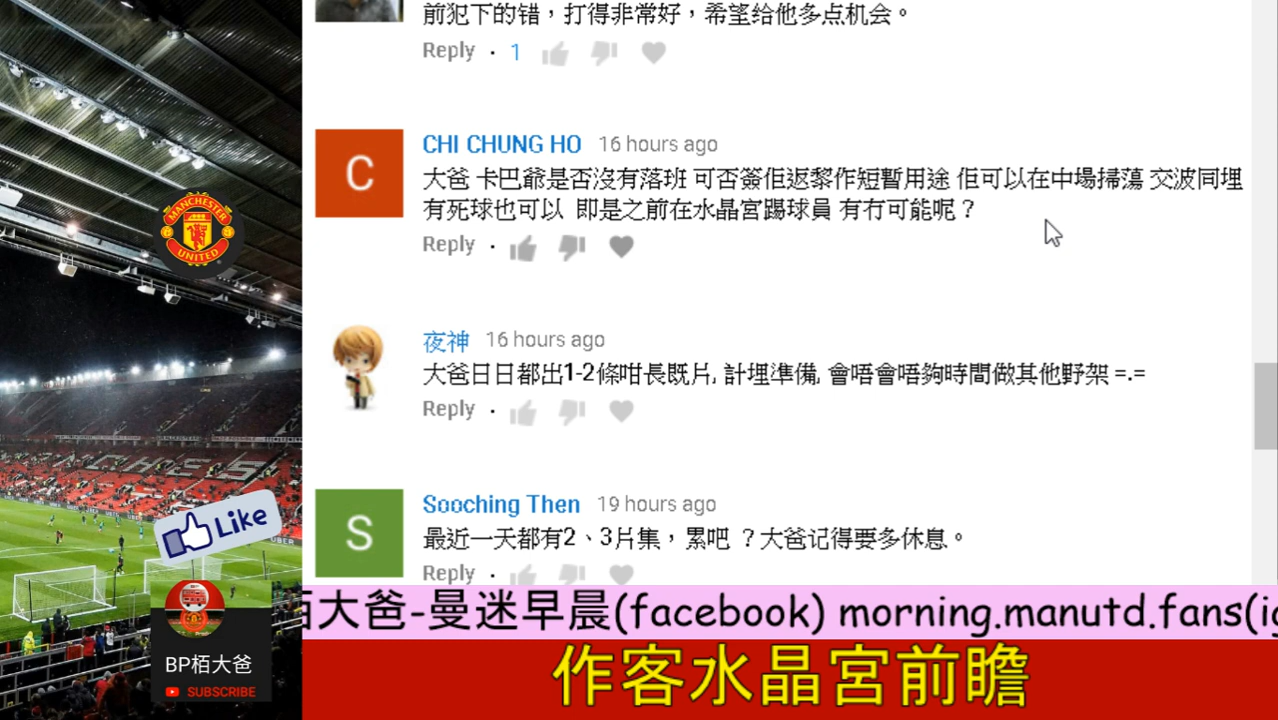 前犯下的错，打得非常好，希望给他多点机会。
Reply · 1
CHI CHUNG HO 16 hours ago
大爸 卡巴爺是否沒有落班 可否簽佢返黎作短暫用途 佢可以在中場掃蕩 交波同埋
有死球也可以 即是之前在水晶宮踢球員 有冇可能呢？
Reply ·
夜神 16 hours ago
大爸日日都出1-2條咁長既片, 計埋準備, 會唔會唔夠時間做其他野架 =.=
Reply ·
Sooching Then 19 hours ago
最近一天都有2、3片集，累吧 ？大爸记得要多休息。
Reply ·
C
S
MANCHESTER
UNITED
CHES
Like
BP栢大爸
SUBSCRIBE
栢大爸-曼迷早晨(facebook) morning.manutd.fans(ig
作客水晶宮前瞻